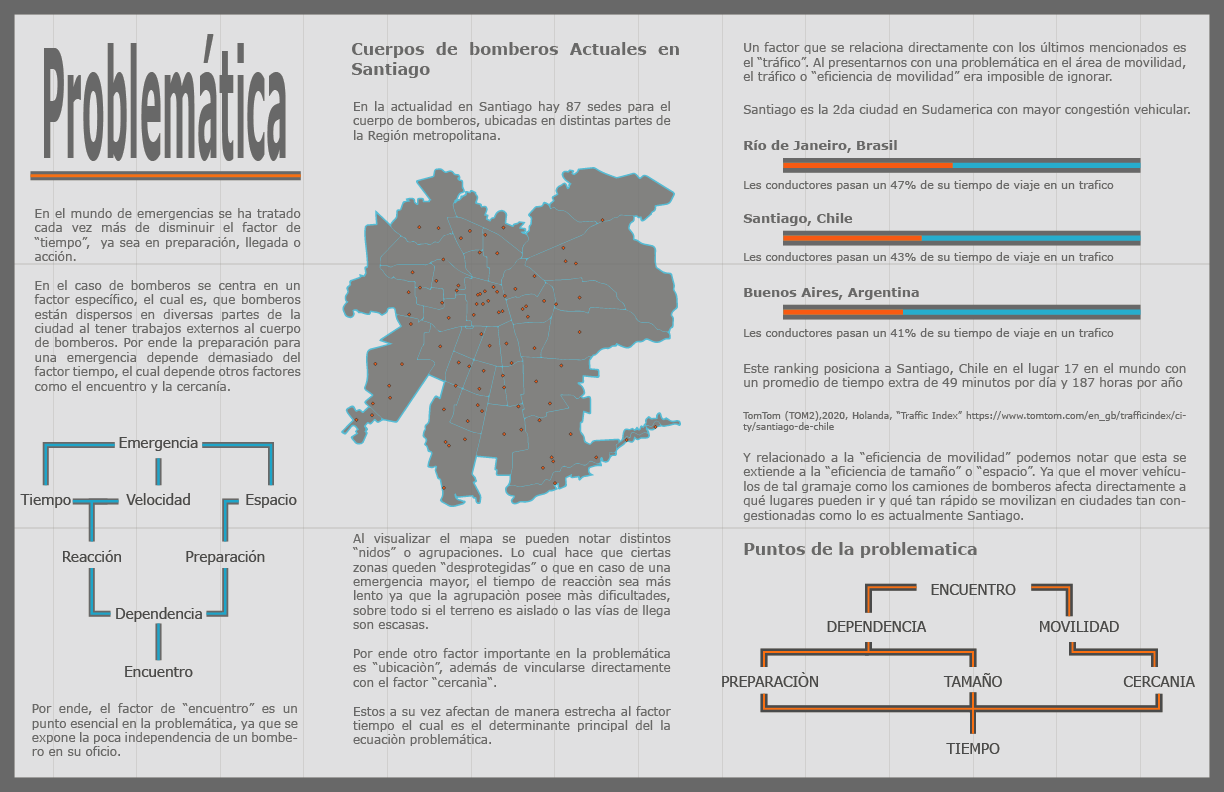 Problemática
En el mundo de emergencias se ha tratado
cada vez más de disminuir el factor de
“tiempo”, ya sea en preparación, llegada o
acción.
En el caso de bomberos se centra en un
factor específico, el cual es, que bomberos
están dispersos en diversas partes de la
ciudad al tener trabajos externos al cuerpo
de bomberos. Por ende la preparación para
una emergencia depende demasiado del
factor tiempo, el cual depende otros factores
como el encuentro y la cercanía.
Emergencia
Tiempo Velocidad Espacio
Reacción Preparación
Dependencia
Encuentro
Por ende, el factor de “encuentro” es un
punto esencial en la problemática, ya que se
expone la poca independencia de un bombe-
ro en su oficio.
Cuerpos de bomberos Actuales en
Santiago
En la actualidad en Santiago hay 87 sedes para el
cuerpo de bomberos, ubicadas en distintas partes de
la Región metropolitana.
Al visualizar el mapa se pueden notar distintos
“nidos” o agrupaciones. Lo cual hace que ciertas
zonas queden “desprotegidas” o que en caso de una
emergencia mayor, el tiempo de reacciòn sea más
lento ya que la agrupaciòn posee màs dificultades,
sobre todo si el terreno es aislado o las vías de llega
son escasas.
Por ende otro factor importante en la problemática
es “ubicaciòn”, además de vincularse directamente
con el factor “cercania“.
Estos a su vez afectan de manera estrecha al factor
tiempo el cual es el determinante principal del la
ecuaciòn problemática.
Un factor que se relaciona directamente con los últimos mencionados es
el “tráfico”. Al presentarnos con una problemática en el área de movilidad,
el tráfico o “eficiencia de movilidad” era imposible de ignorar.
Santiago es la 2da ciudad en Sudamerica con mayor congestión vehicular.
Río de Janeiro, Brasil
Les conductores pasan un 47% de su tiempo de viaje en un trafico
Santiago, Chile
Les conductores pasan un 43% de su tiempo de viaje en un trafico
Buenos Aires, Argentina
Les conductores pasan un 41% de su tiempo de viaje en un trafico
Este ranking posiciona a Santiago, Chile en el lugar 17 en el mundo con
un promedio de tiempo extra de 49 minutos por día y 187 horas por año
TomTom (TOM2),2020, Holanda, “Traffic Index” https://www.tomtom.com/en_gb/trafficindex/ci-
ty/santiago-de-chile
Y relacionado a la “eficiencia de movilidad” podemos notar que esta se
extiende a la “eficiencia de tamaño” o “espacio”. Ya que el mover vehícu-
los de tal gramaje como los camiones de bomberos afecta directamente a
qué lugares pueden ir y qué tan rápido se movilizan en ciudades tan con-
gestionadas como lo es actualmente Santiago.
Puntos de la problematica
ENCUENTRO
DEPENDENCIA MOVILIDAD
PREPARACIÒN TAMAÑO CERCANIA
TIEMPO